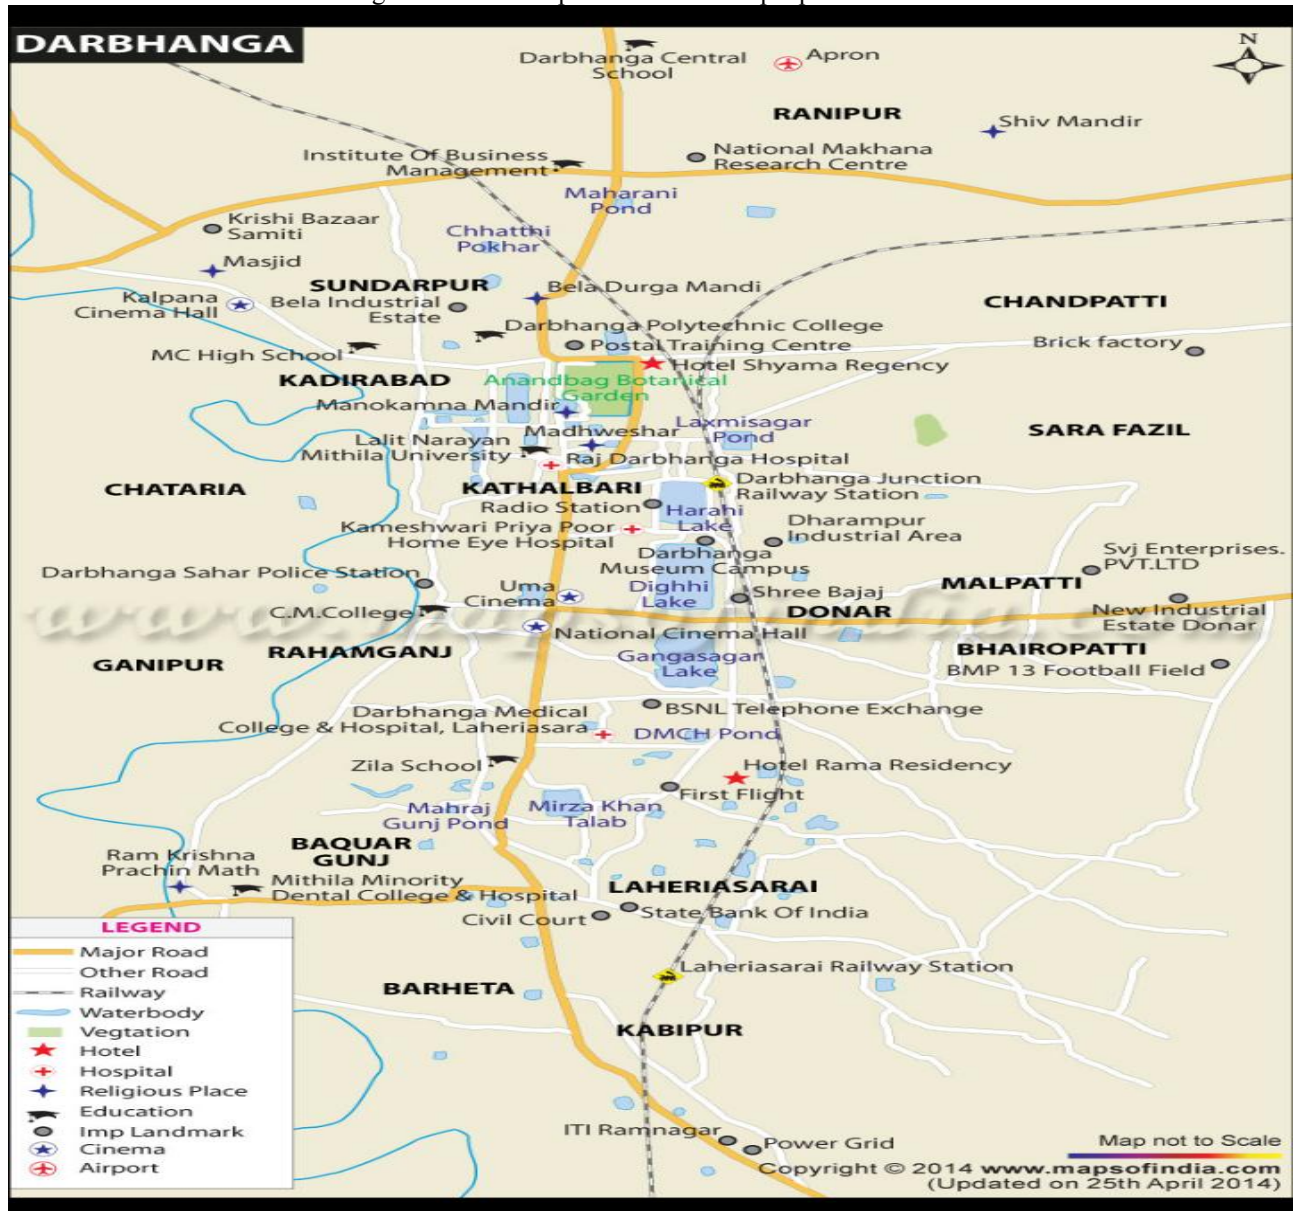 DARBHANGA
N
Darbhanga Central
School
Apron
RANIPUR
Shiv Mandir
Institute Of Business
Management
National Makhana
Research Centre
Maharani
Pond
Krishi Bazaar
Samiti
Chhatthi
Pokhar
Masjid
SUNDARPUR
Bela Durga Mandi
Kalpana
Cinema Hall
Bela Industrial
Estate
CHANDPATTI
Darbhanga Polytechnic College
Postal Training Centre
Brick factory
MC High School
Hotel Shyama Regency
KADIRABAD
Anandbag Botanical
Garden
Manokamna Mandir
Laxmisagar
Pond
Madhweshar
SARA FAZIL
Lalit Narayan
Mithila University
Raj Darbhanga Hospital
CHATARIA
KATHALBARI
Darbhanga Junction
Railway Station
Radio Station
Harahi
Lake
Kameshwari Priya Poor
Home Eye Hospital
Dharampur
Industrial Area
Darbhanga
Museum Campus
Svj Enterprises.
PVT.LTD
Darbhanga Sahar Police Station
Uma
Cinema
Dighhi
Lake
Shree Bajaj
MALPATTI
C.M.College
DONAR
New Industrial
Estate Donar
www.mapsofindia.com
National Cinema Hall
RAHAMGANJ
GANIPUR
Gangasagar
Lake
BHAIROPATTI
BMP 13 Football Field
Darbhanga Medical
College & Hospital, Laheriasara
BSNL Telephone Exchange
DMCH Pond
Zila School
Hotel Rama Residency
First Flight
Mahraj
Gunj Pond
Mirza Khan
Talab
BAQUAR
GUNJ
Ram Krishna
Prachin Math
Mithila Minority
Dental College & Hospital
LAHERIASARAI
Civil Court
State Bank Of India
Laheriasarai Railway Station
BARHETA
KABIPUR
ITI Ramnagar
Power Grid
LEGEND
Major Road
Other Road
Railway
Waterbody
Vegtation
Hotel
Hospital
Religious Place
Education
Imp Landmark
Cinema
Airport
Map not to Scale
Copyright © 2014 www.mapsofindia.com
(Updated on 25th April 2014)